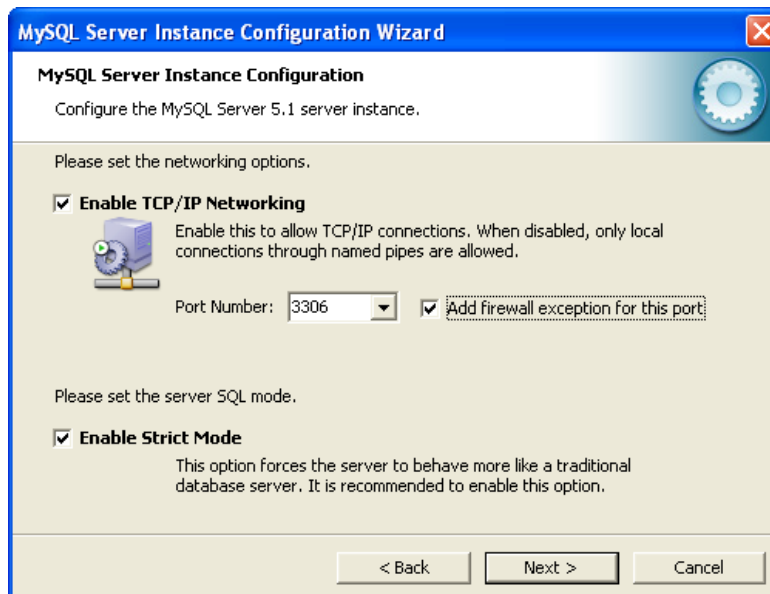 MySQL Server Instance Configuration Wizard
MySQL Server Instance Configuration
Configure the MySQL Server 5.1 server instance.
Please set the networking options.
Enable TCP/IP Networking
Enable this to allow TCP/IP connections. When disabled, only local
connections through named pipes are allowed.
Port Number: 3306 Add firewall exception for this port
Please set the server SQL mode.
Enable Strict Mode
This option forces the server to behave more like a traditional
database server. It is recommended to enable this option.
< Back Next > Cancel